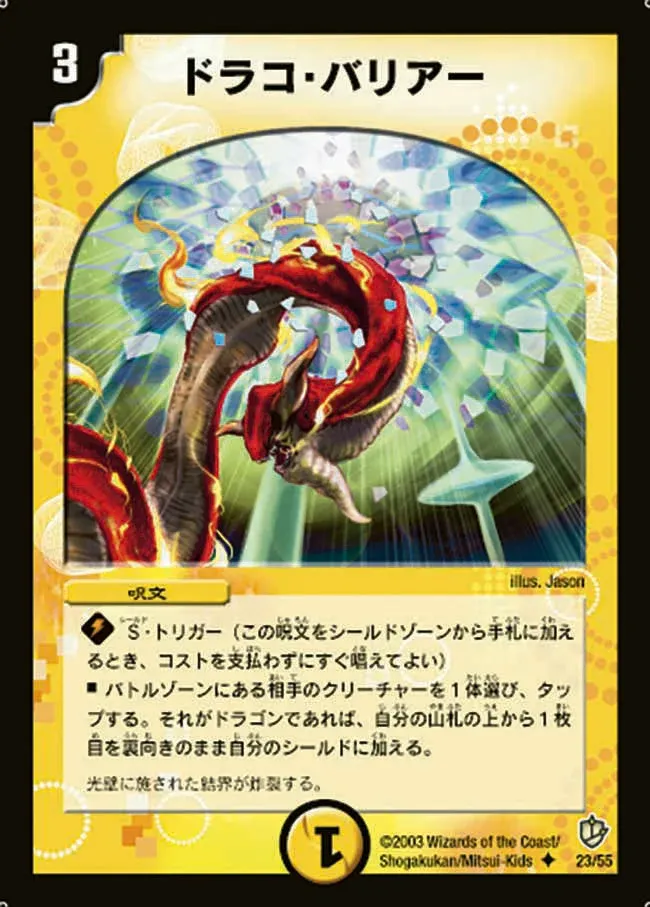 3
ドラコ・バリアー
illus. Jason
呪文
S・トリガー（この呪文をシールドゾーンから手札に加え
るとき、コストを支払わずにすぐ唱えてよい）
■ バトルゾーンにある相手のクリーチャーを１体選び、タッ
プする。それがドラゴンであれば、自分の山札の上から１枚
目を裏向きのまま自分のシールドに加える。
光壁に施された結界が炸裂する。
1
©2003 Wizards of the Coast/
Shogakukan/Mitsui-Kids
23/55